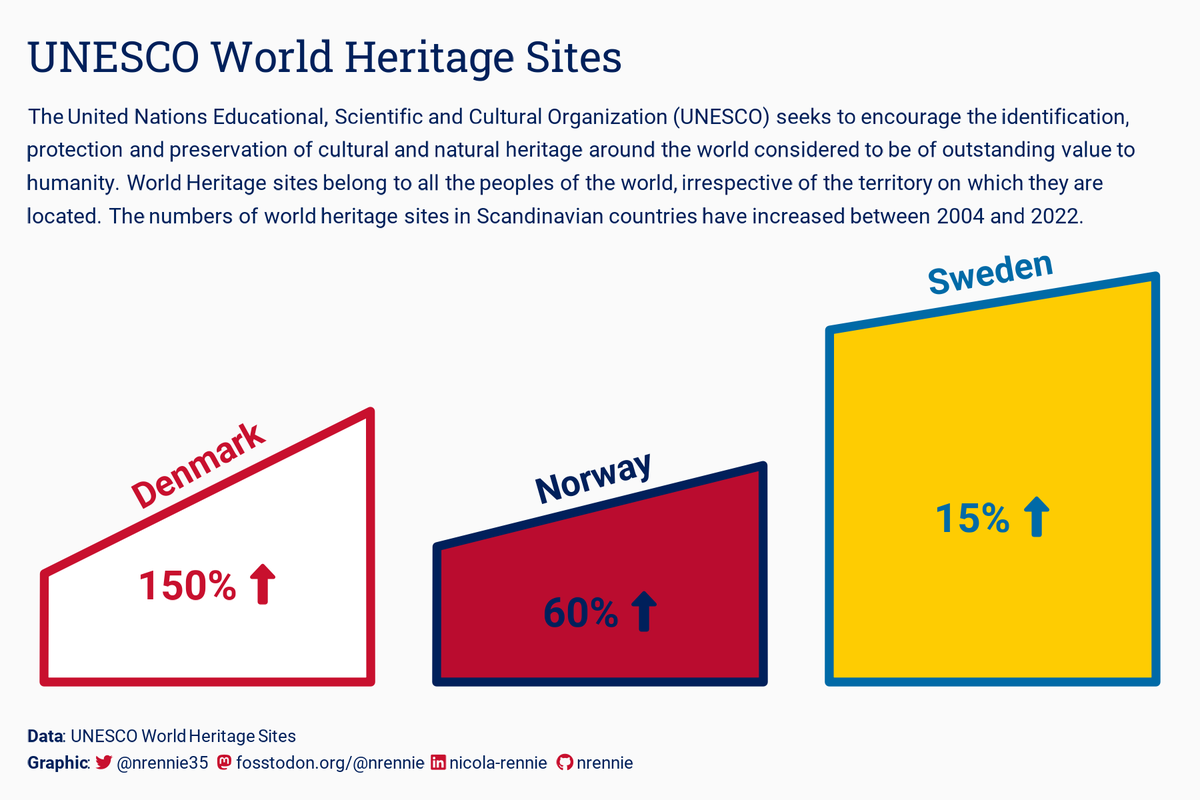 UNESCO World Heritage Sites
The United Nations Educational, Scientific and Cultural Organization (UNESCO) seeks to encourage the identification,
protection and preservation of cultural and natural heritage around the world considered to be of outstanding value to
humanity. World Heritage sites belong to all the peoples of the world, irrespective of the territory on which they are
located. The numbers of world heritage sites in Scandinavian countries have increased between 2004 and 2022.
Denmark
150%
Norway
60%
Sweden
15%
Data: UNESCO World Heritage Sites
Graphic: @nrennie35 fosstodon.org/@nrennie nicola-rennie nrennie